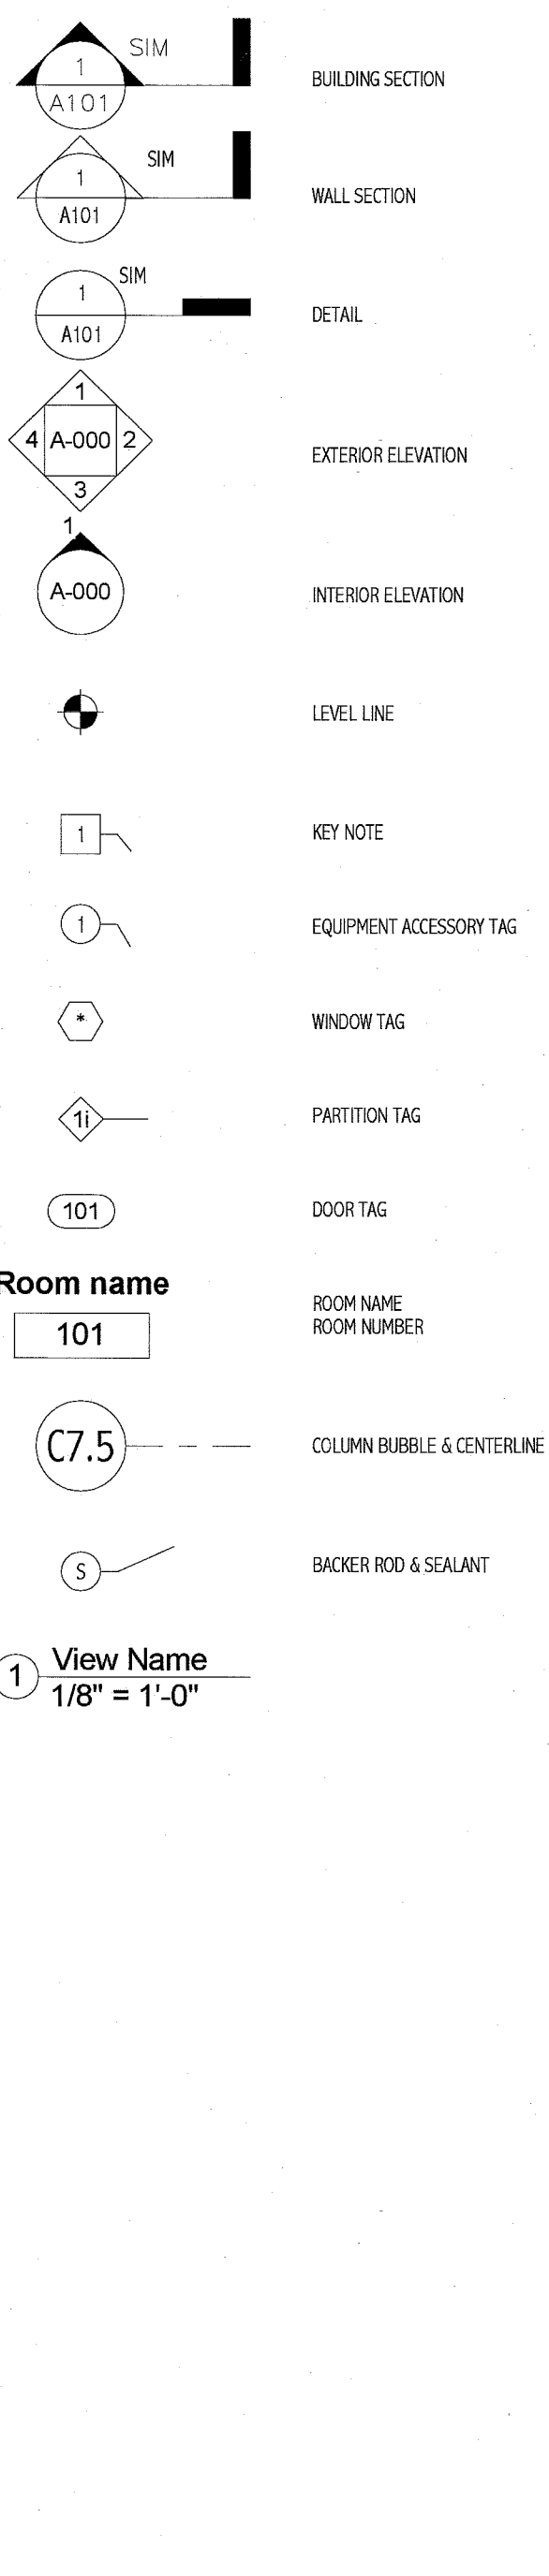 SIM
1
A101
BUILDING SECTION
SIM
1
A101
WALL SECTION
SIM
1
A101
DETAIL
1
4 A-000 2
3
EXTERIOR ELEVATION
1
A-000
INTERIOR ELEVATION
LEVEL LINE
1
KEY NOTE
1
EQUIPMENT ACCESSORY TAG
*
WINDOW TAG
1i
PARTITION TAG
101
DOOR TAG
Room name
101
ROOM NAME
ROOM NUMBER
C7.5
COLUMN BUBBLE & CENTERLINE
S
BACKER ROD & SEALANT
1
View Name
1/8" = 1'-0"